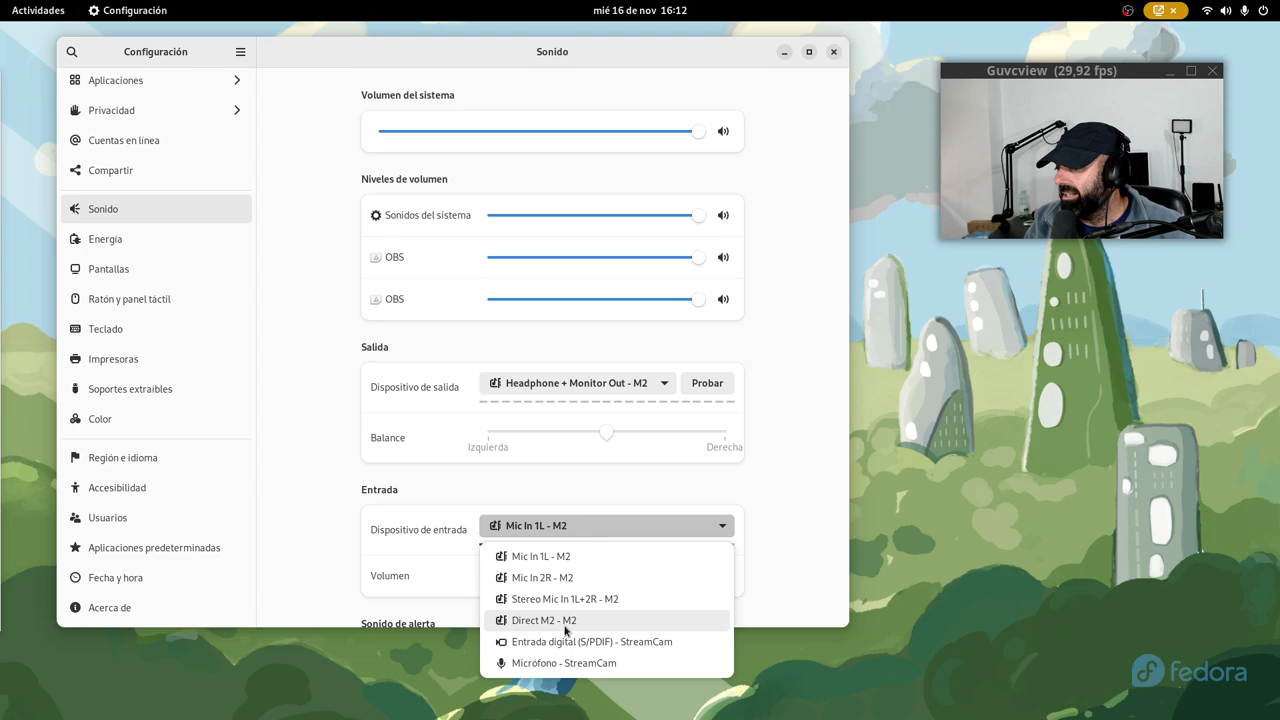 Actividades
Configuración
mié 16 de nov 16:12
Configuración
Sonido
Aplicaciones
Privacidad
Cuentas en línea
Compartir
Sonido
Energía
Pantallas
Ratón y panel táctil
Teclado
Impresoras
Soportes extraíbles
Color
Región e idioma
Accesibilidad
Usuarios
Aplicaciones predeterminadas
Fecha y hora
Acerca de
Volumen del sistema
Niveles de volumen
Sonidos del sistema
OBS
OBS
Salida
Dispositivo de salida
Headphone + Monitor Out - M2
Probar
Balance
Izquierda
Derecha
Entrada
Dispositivo de entrada
Mic In 1L - M2
Mic In 1L - M2
Mic In 2R - M2
Stereo Mic In 1L+2R - M2
Direct M2 - M2
Entrada digital (S/PDIF) - StreamCam
Micrófono - StreamCam
Volumen
Sonido de alerta
Guvcview (29,92 fps)
fedora